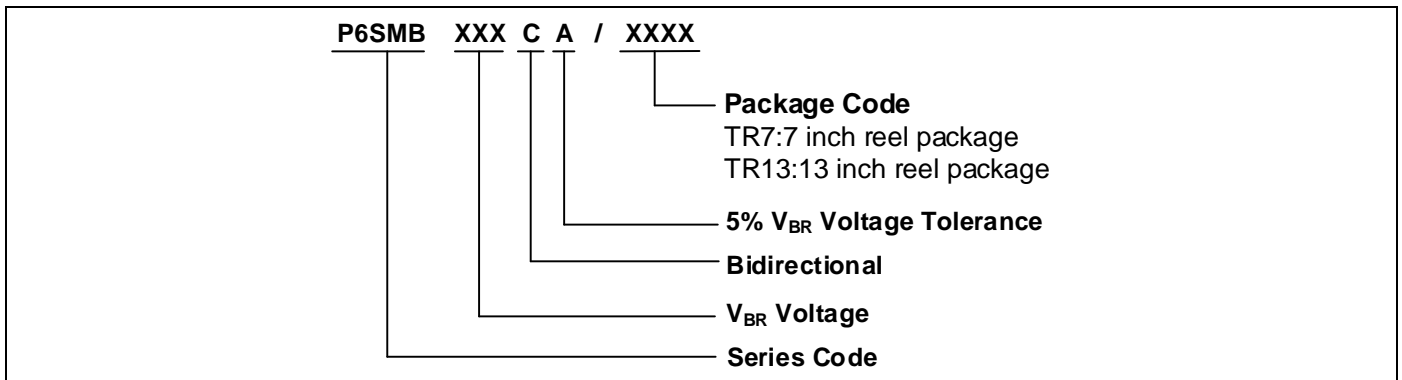 P6SMB XXX C A / XXXX
Package Code
TR7:7 inch reel package
TR13:13 inch reel package
5% VBR Voltage Tolerance
Bidirectional
VBR Voltage
Series Code